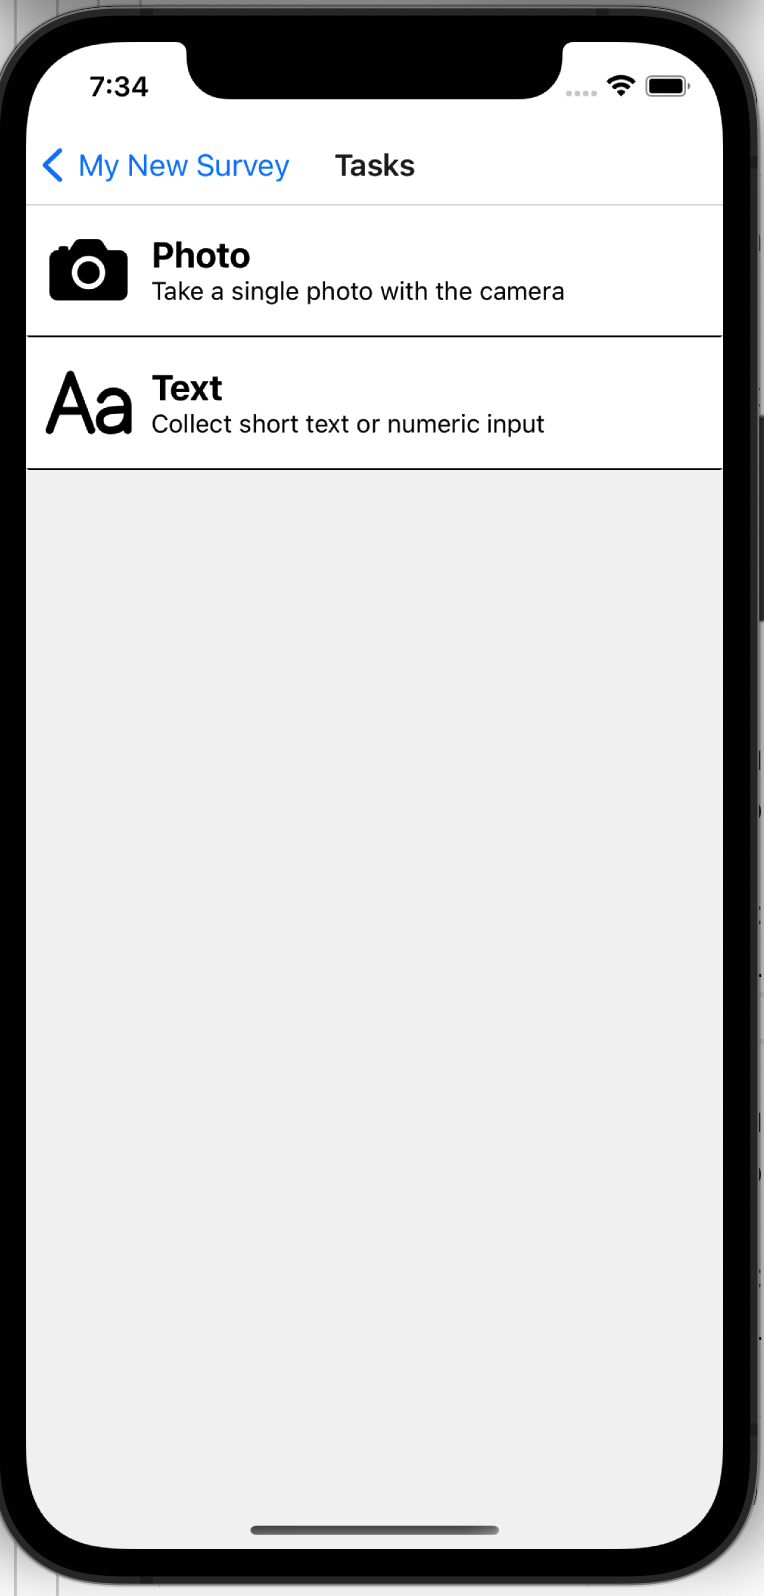 7:34
My New Survey Tasks
Photo
Take a single photo with the camera
Aa
Text
Collect short text or numeric input